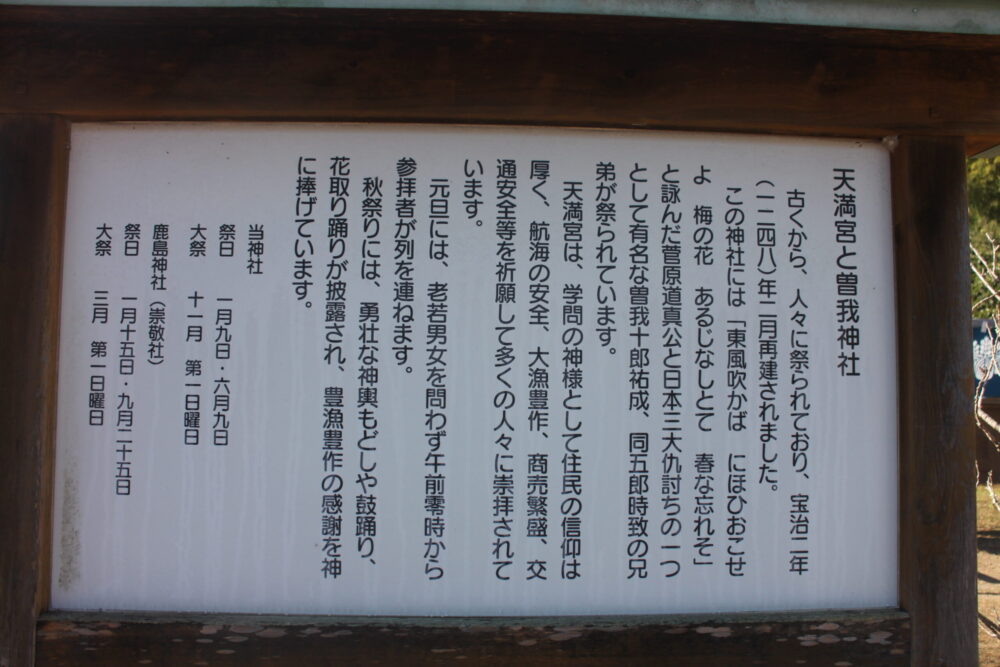 天満宮と曽我神社
古くから、人々に祭られており、宝治二年
(一二四八)年二月再建されました。
この神社には「東風吹かば　にほひおこせ
よ　梅の花　あるじなしとて　春な忘れそ」
と詠んだ菅原道真公と日本三大仇討ちの一つ
として有名な曽我十郎祐成、同五郎時致の兄
弟が祭られています。
天満宮は、学問の神様として住民の信仰は
厚く、航海の安全、大漁豊作、商売繁盛、交
通安全等を祈願して多くの人々に崇拝されて
います。
元旦には、老若男女を問わず午前零時から
参拝者が列を連ねます。
秋祭りには、勇壮な神輿もどしや鼓踊り、
花取り踊りが披露され、豊漁豊作の感謝を神
に捧げています。
当神社
祭日　一月九日・六月九日
大祭　十一月　第一日曜日
鹿島神社(崇敬社)
祭日　一月十五日・九月二十五日
大祭　三月　第一日曜日